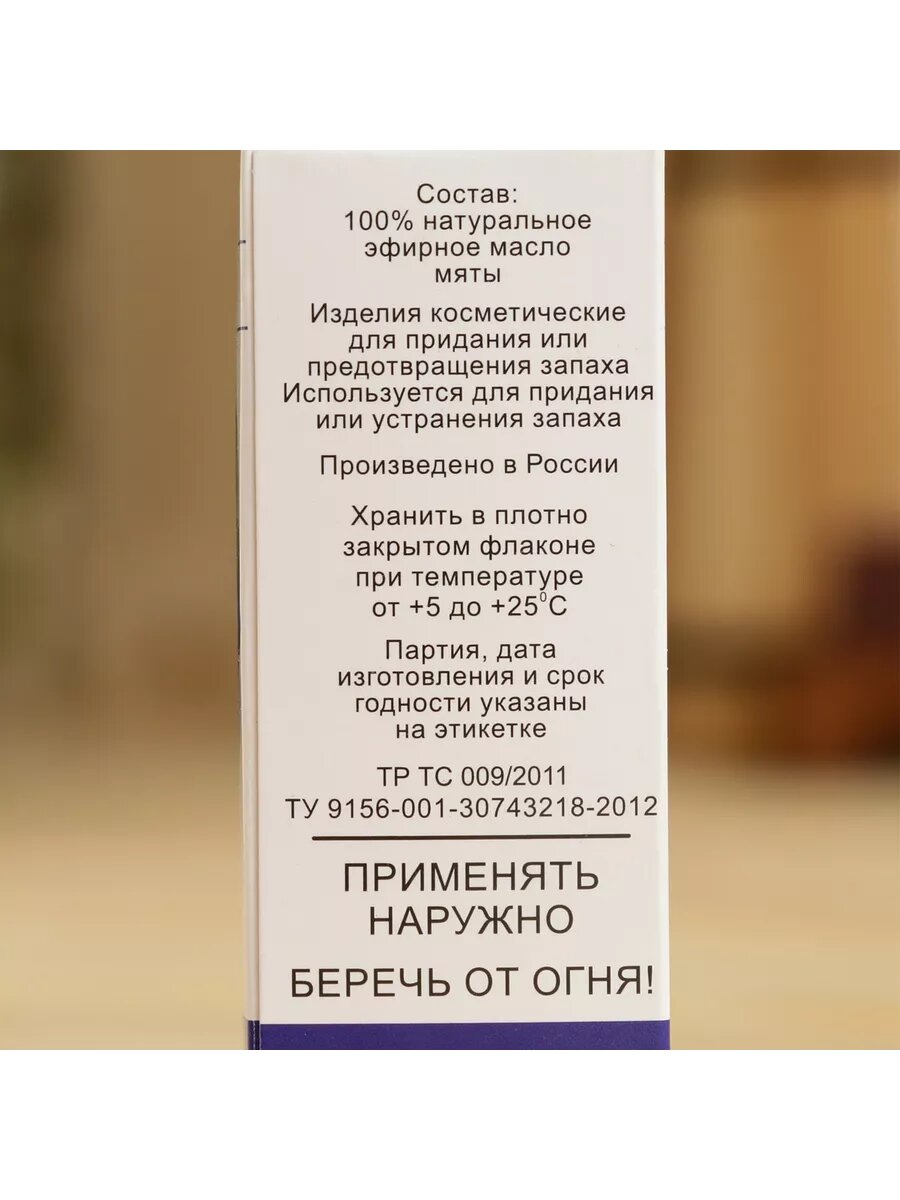 Состав:
100% натуральное
эфирное масло
мяты
Изделия косметические
для придания или
предотвращения запаха
Используется для придания
или устранения запаха
Произведено в России
Хранить в плотно
закрытом флаконе
при температуре
от +5 до +25⁰С
Партия, дата
изготовления и срок
годности указаны
на этикетке
ТР ТС 009/2011
ТУ 9156-001-30743218-2012
ПРИМЕНЯТЬ
НАРУЖНО
БЕРЕЧЬ ОТ ОГНЯ!